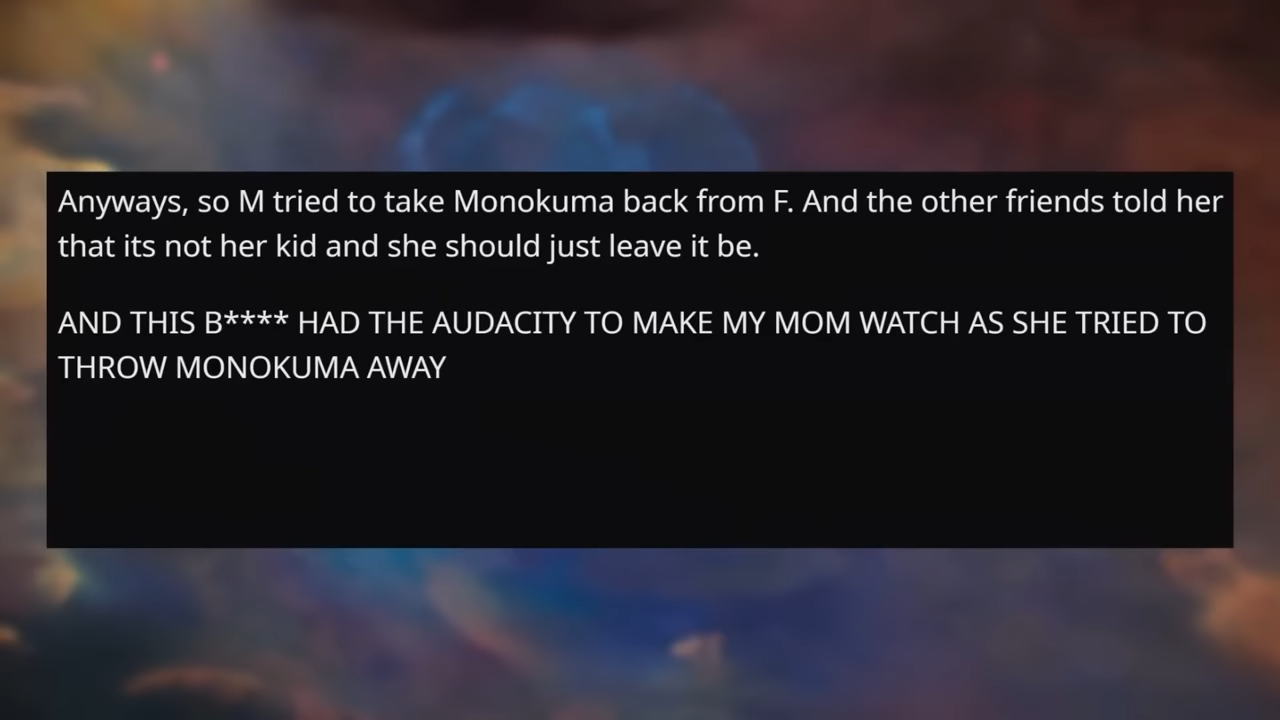 Anyways, so M tried to take Monokuma back from F. And the other friends told her
that its not her kid and she should just leave it be.
AND THIS B**** HAD THE AUDACITY TO MAKE MY MOM WATCH AS SHE TRIED TO
THROW MONOKUMA AWAY